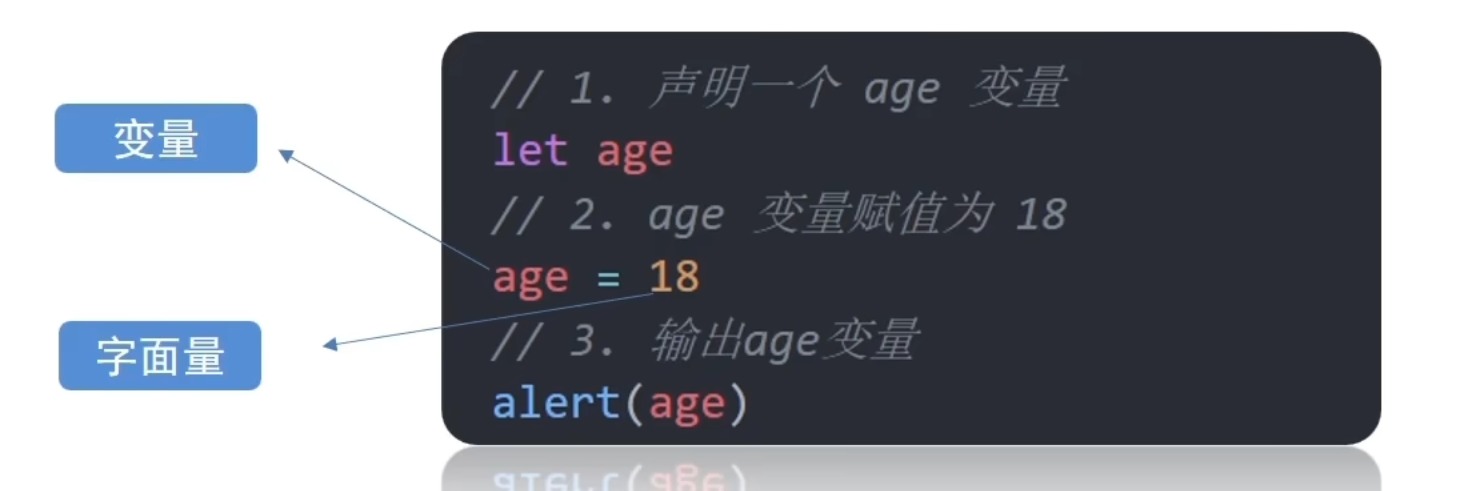 变量
字面量
// 1. 声明一个 age 变量
let age
// 2. age 变量赋值为 18
age = 18
// 3. 输出age变量
alert(age)